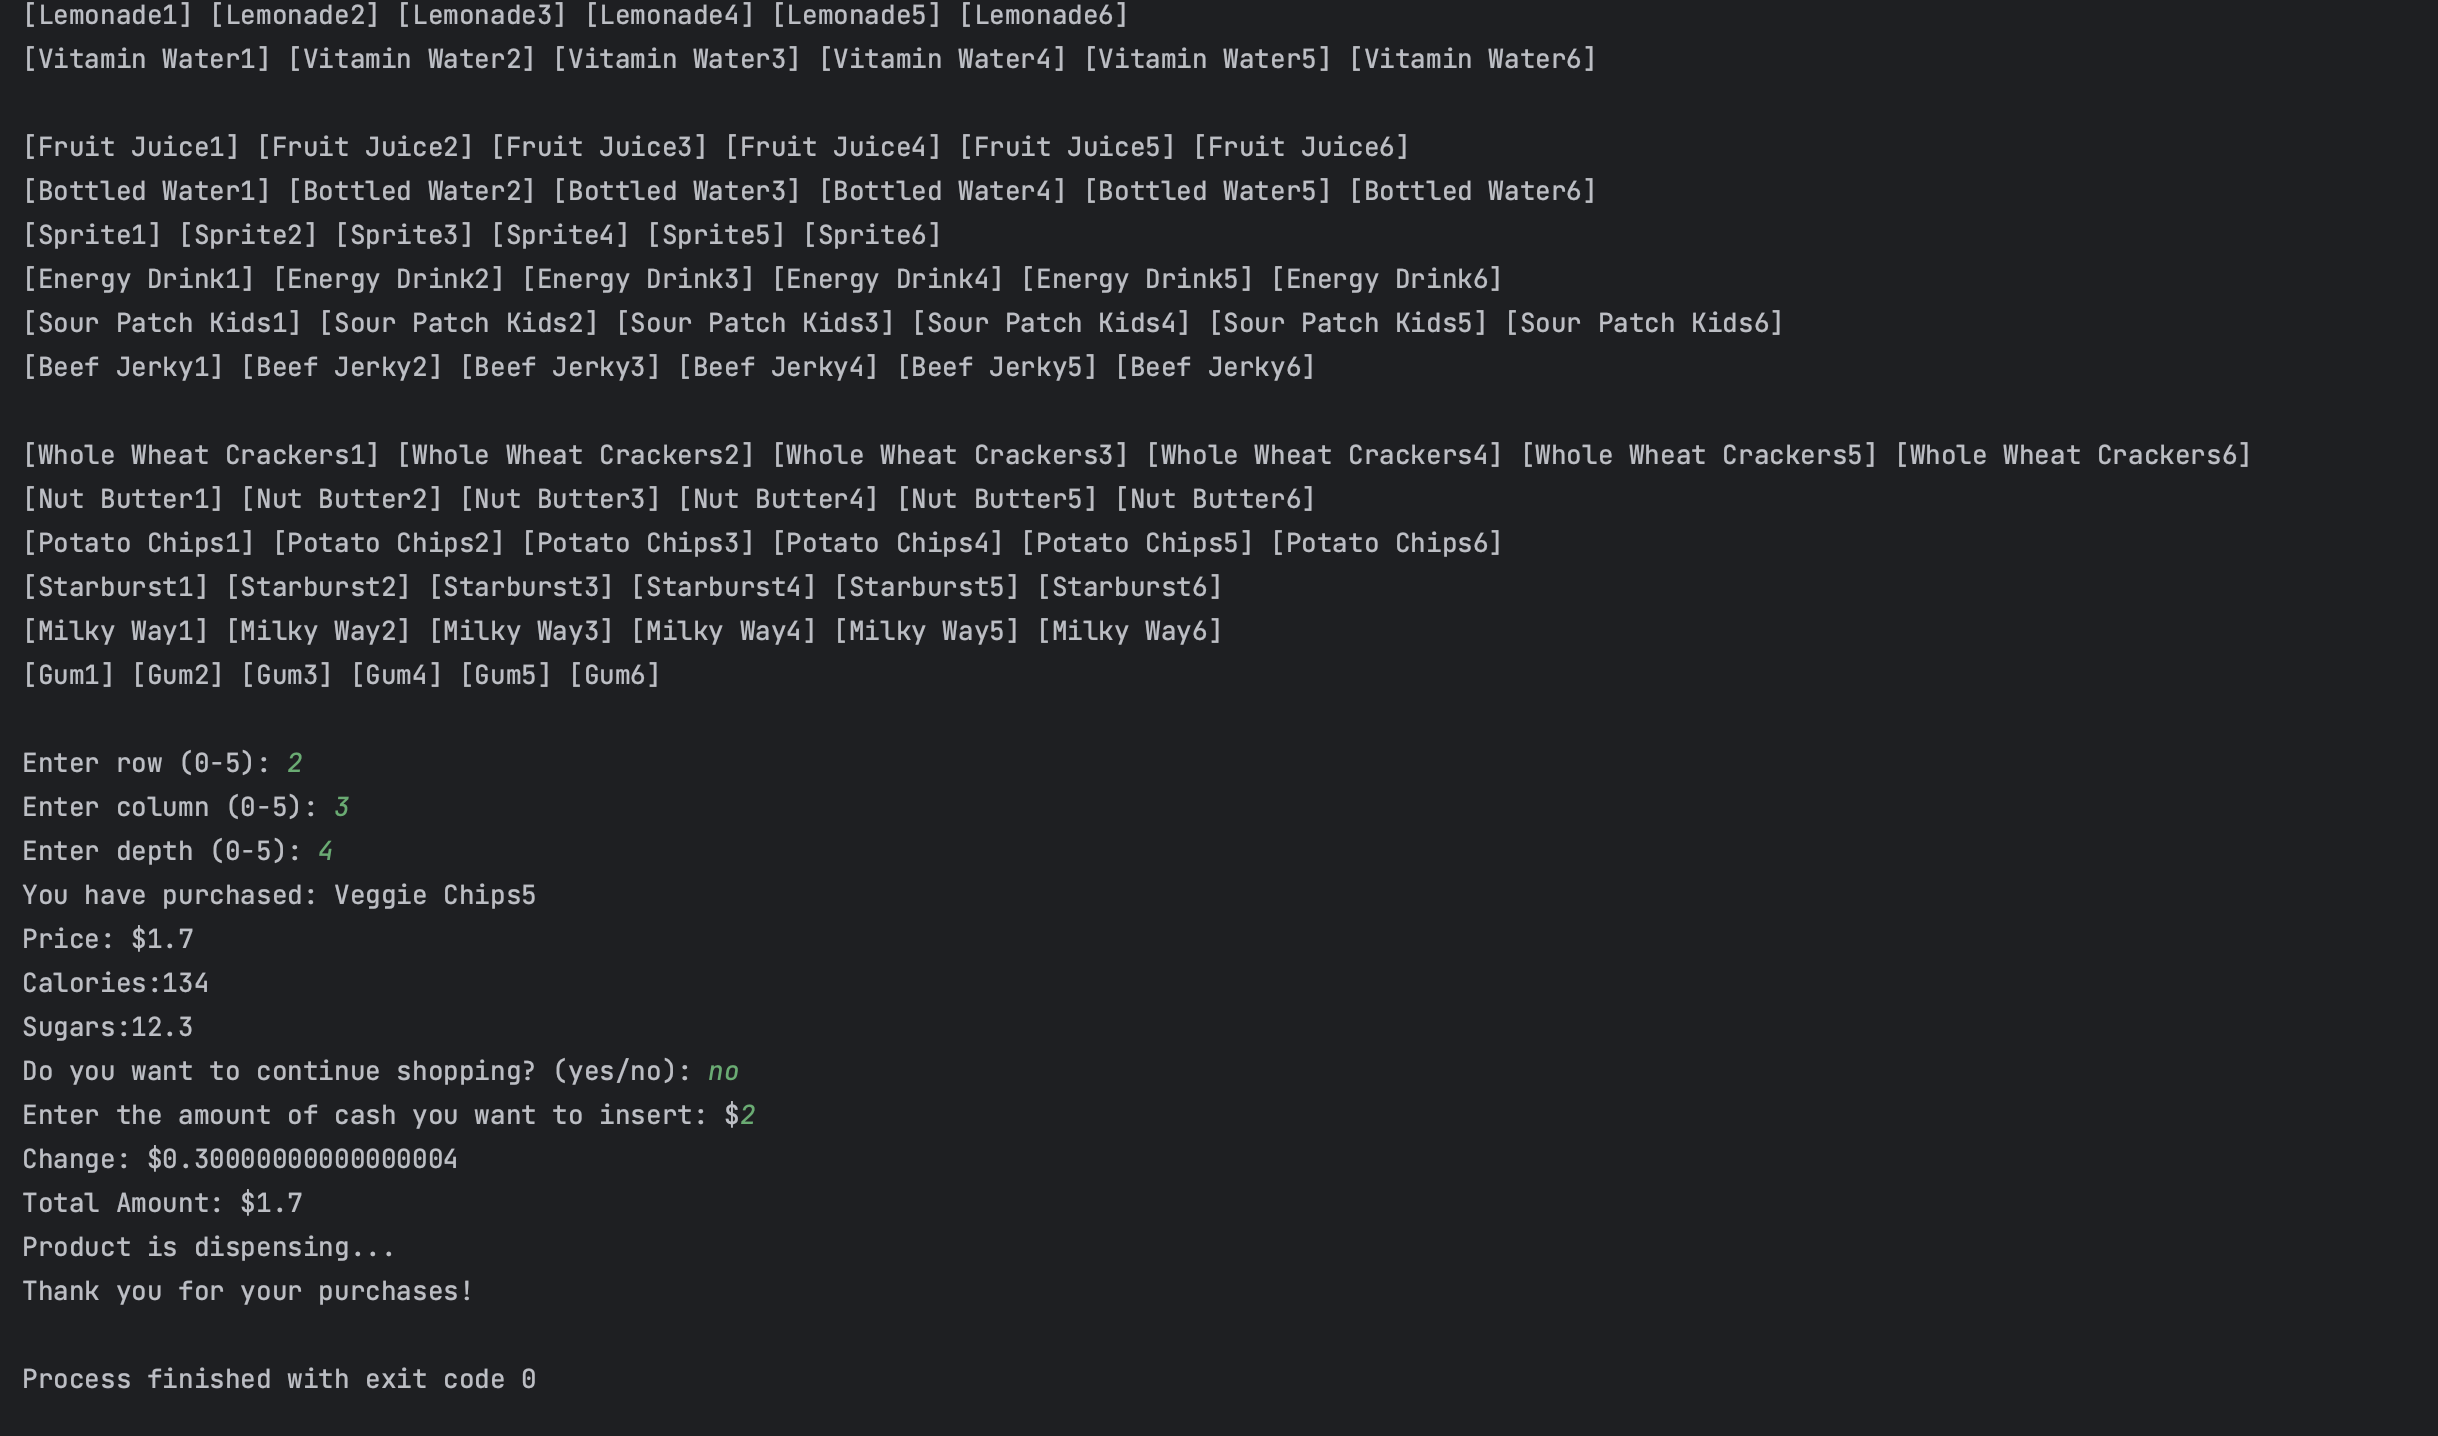 [Lemonade1] [Lemonade2] [Lemonade3] [Lemonade4] [Lemonade5] [Lemonade6]
[Vitamin Water1] [Vitamin Water2] [Vitamin Water3] [Vitamin Water4] [Vitamin Water5] [Vitamin Water6]
[Fruit Juice1] [Fruit Juice2] [Fruit Juice3] [Fruit Juice4] [Fruit Juice5] [Fruit Juice6]
[Bottled Water1] [Bottled Water2] [Bottled Water3] [Bottled Water4] [Bottled Water5] [Bottled Water6]
[Sprite1] [Sprite2] [Sprite3] [Sprite4] [Sprite5] [Sprite6]
[Energy Drink1] [Energy Drink2] [Energy Drink3] [Energy Drink4] [Energy Drink5] [Energy Drink6]
[Sour Patch Kids1] [Sour Patch Kids2] [Sour Patch Kids3] [Sour Patch Kids4] [Sour Patch Kids5] [Sour Patch Kids6]
[Beef Jerky1] [Beef Jerky2] [Beef Jerky3] [Beef Jerky4] [Beef Jerky5] [Beef Jerky6]
[Whole Wheat Crackers1] [Whole Wheat Crackers2] [Whole Wheat Crackers3] [Whole Wheat Crackers4] [Whole Wheat Crackers5] [Whole Wheat Crackers6]
[Nut Butter1] [Nut Butter2] [Nut Butter3] [Nut Butter4] [Nut Butter5] [Nut Butter6]
[Potato Chips1] [Potato Chips2] [Potato Chips3] [Potato Chips4] [Potato Chips5] [Potato Chips6]
[Starburst1] [Starburst2] [Starburst3] [Starburst4] [Starburst5] [Starburst6]
[Milky Way1] [Milky Way2] [Milky Way3] [Milky Way4] [Milky Way5] [Milky Way6]
[Gum1] [Gum2] [Gum3] [Gum4] [Gum5] [Gum6]
Enter row (0-5): 2
Enter column (0-5): 3
Enter depth (0-5): 4
You have purchased: Veggie Chips5
Price: $1.7
Calories:134
Sugars:12.3
Do you want to continue shopping? (yes/no): no
Enter the amount of cash you want to insert: $2
Change: $0.30000000000000004
Total Amount: $1.7
Product is dispensing...
Thank you for your purchases!
Process finished with exit code 0